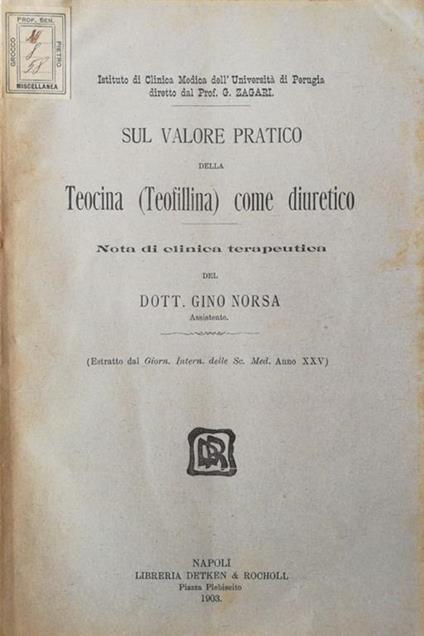 PROF. SEN.
GROCCO
PIETRO
58
MISCELLANEA
Istituto di Clinica Medica dell' Università di Perugia
diretto dal Prof. G. ZAGARI.
SUL VALORE PRATICO
DELLA
Teocina (Teofillina) come diuretico
Nota di clinica terapeutica
DEL
DOTT. GINO NORSA
Assistente.
(Estratto dal Giorn. Intern. delle Sc. Med. Anno XXV)
NAPOLI
LIBRERIA DETKEN & ROCHOLL
Piazza Plebiscito
1903.